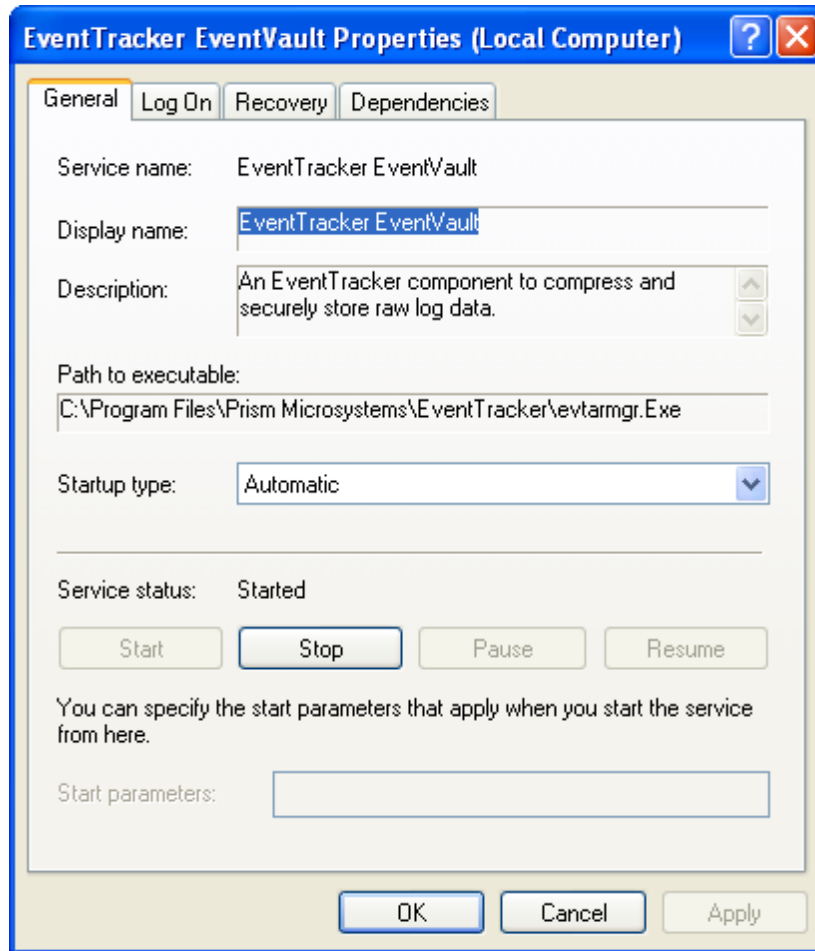 EventTracker EventVault Properties (Local Computer)
General Log On Recovery Dependencies
Service name: EventTracker EventVault
Display name: EventTracker EventVault
Description: An EventTracker component to compress and
securely store raw log data.
Path to executable:
C:\Program Files\Prism Microsystems\EventTracker\evtarmgr.Exe
Startup type: Automatic
Service status: Started
Start Stop Pause Resume
You can specify the start parameters that apply when you start the service
from here.
Start parameters:
OK Cancel Apply